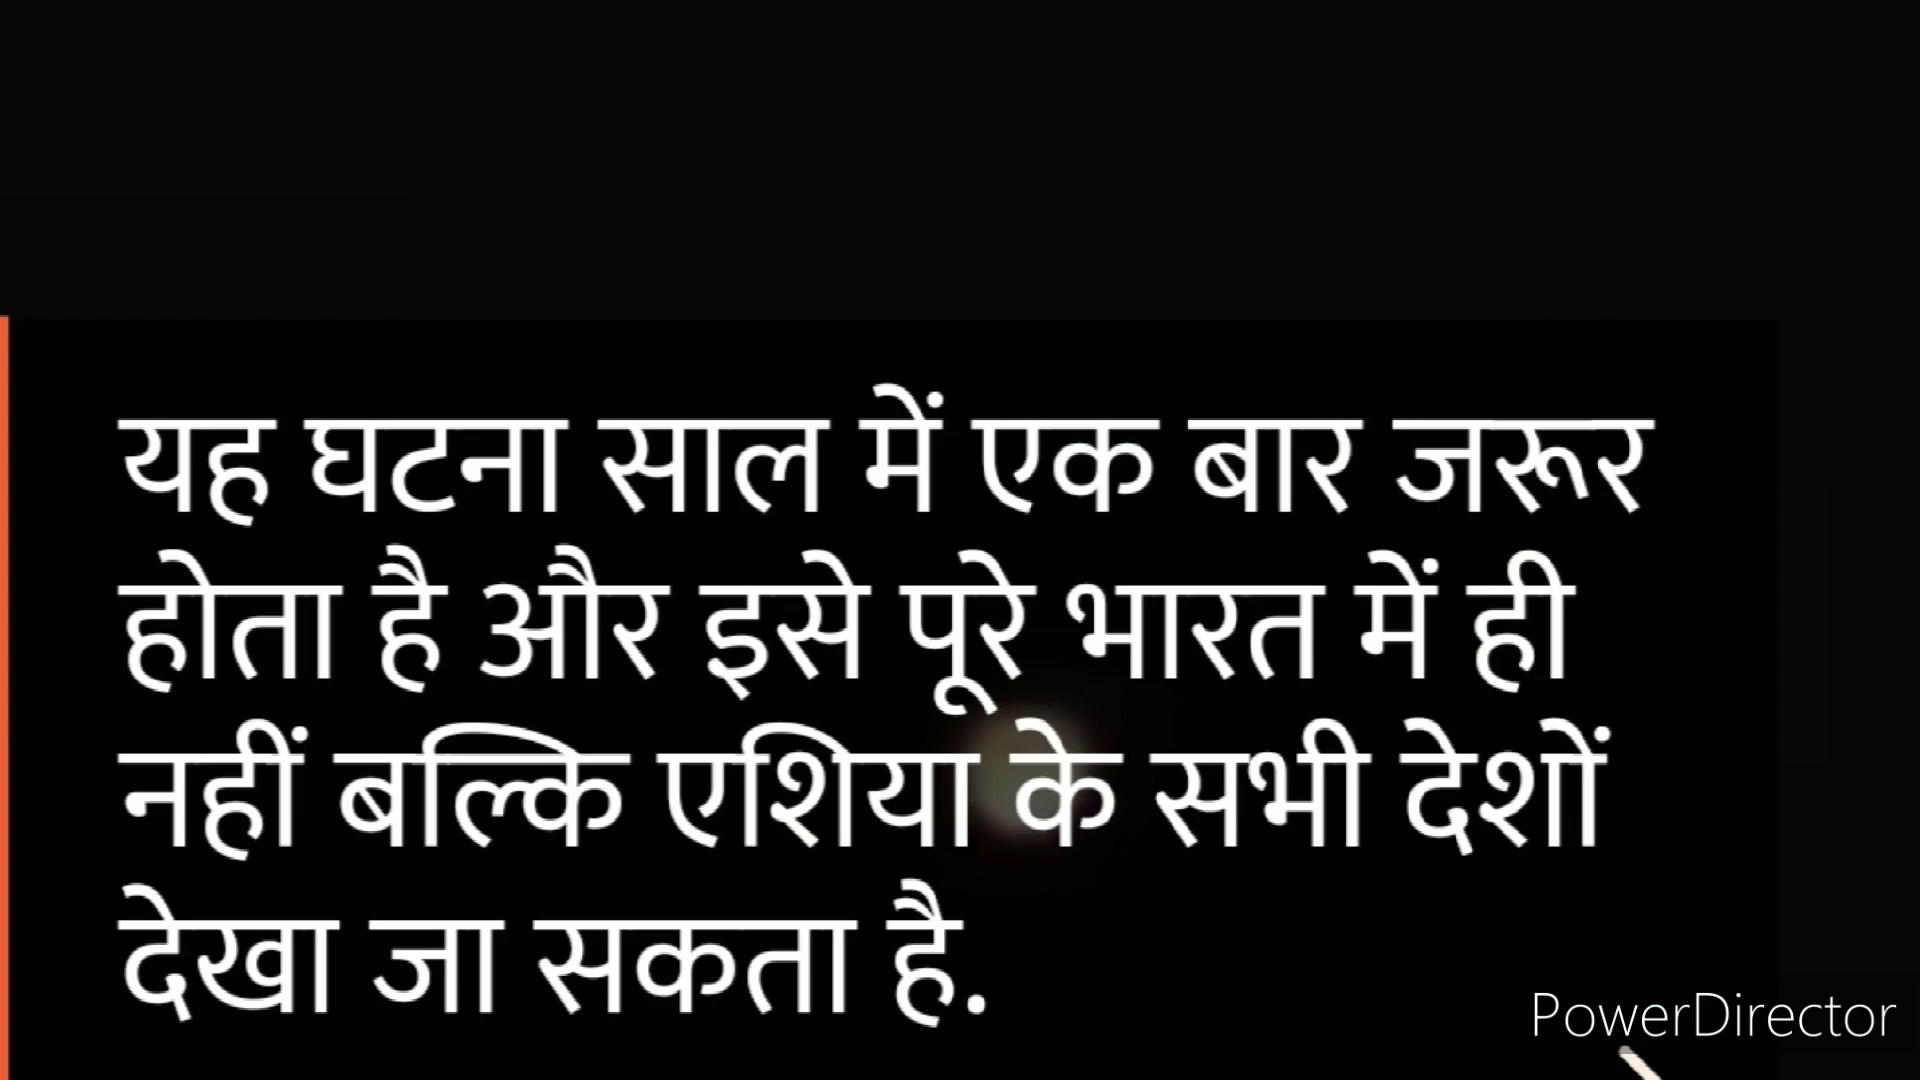 यह घटना साल में एक बार जरूर
होता है और इसे पूरे भारत में ही
नहीं बल्कि एशिया के सभी देशों
देखा जा सकता है.
PowerDirector